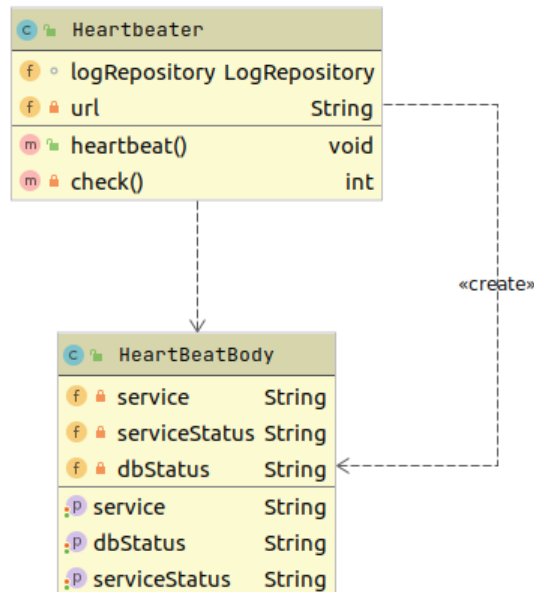 C Heartbeater
f logRepository LogRepository
f url String
m heartbeat() void
m check() int
«create»
C HeartBeatBody
f service String
f serviceStatus String
f dbStatus String
p service String
p dbStatus String
p serviceStatus String